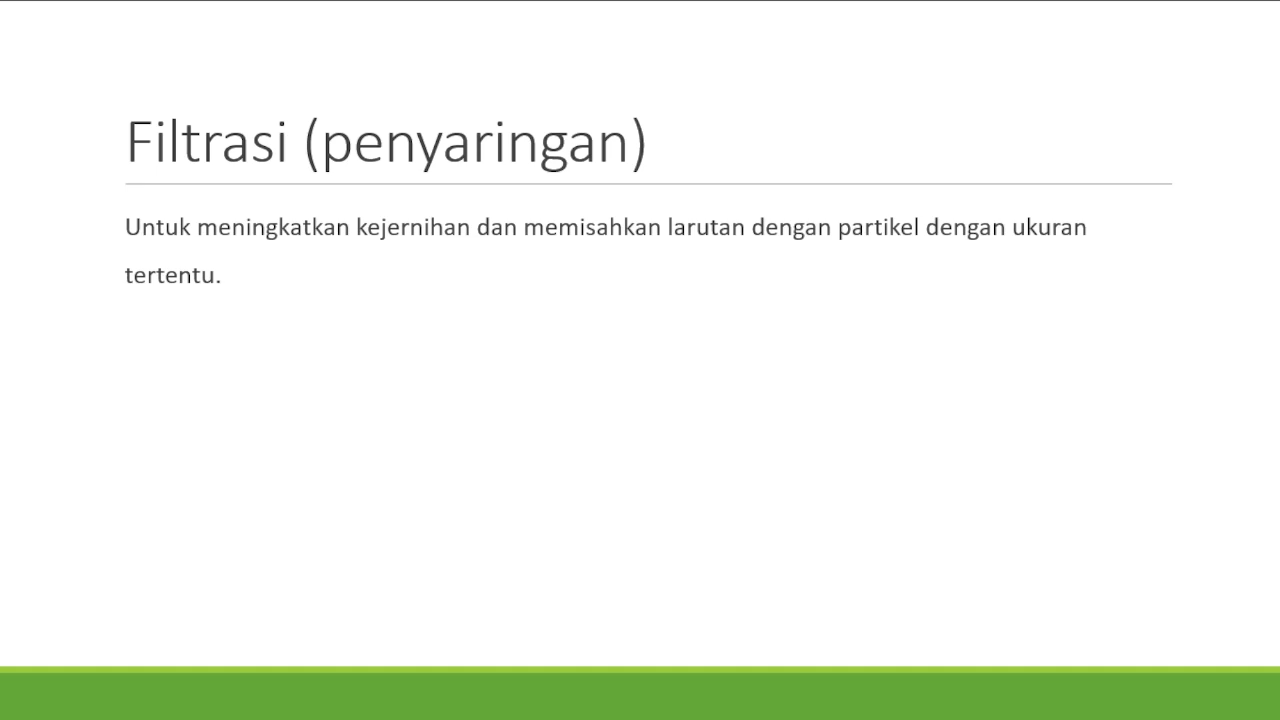 Filtrasi (penyaringan)
Untuk meningkatkan kejernihan dan memisahkan larutan dengan partikel dengan ukuran
tertentu.